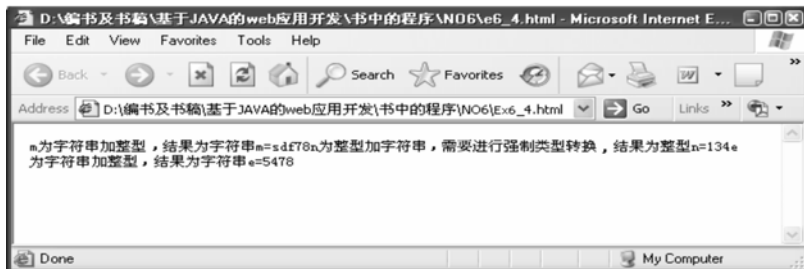 D:\编书及书稿\基于JAVA的web应用开发\书中的程序\NO6\e6_4.html - Microsoft Internet E...
File Edit View Favorites Tools Help
Back Search Favorites
Address D:\编书及书稿\基于JAVA的web应用开发\书中的程序\NO6\Ex6_4.html Go Links
m为字符串加整型，结果为字符串m=sdf78n为整型加字符串，需要进行强制类型转换，结果为整型n=134e
为字符串加整型，结果为字符串e=5478
Done My Computer